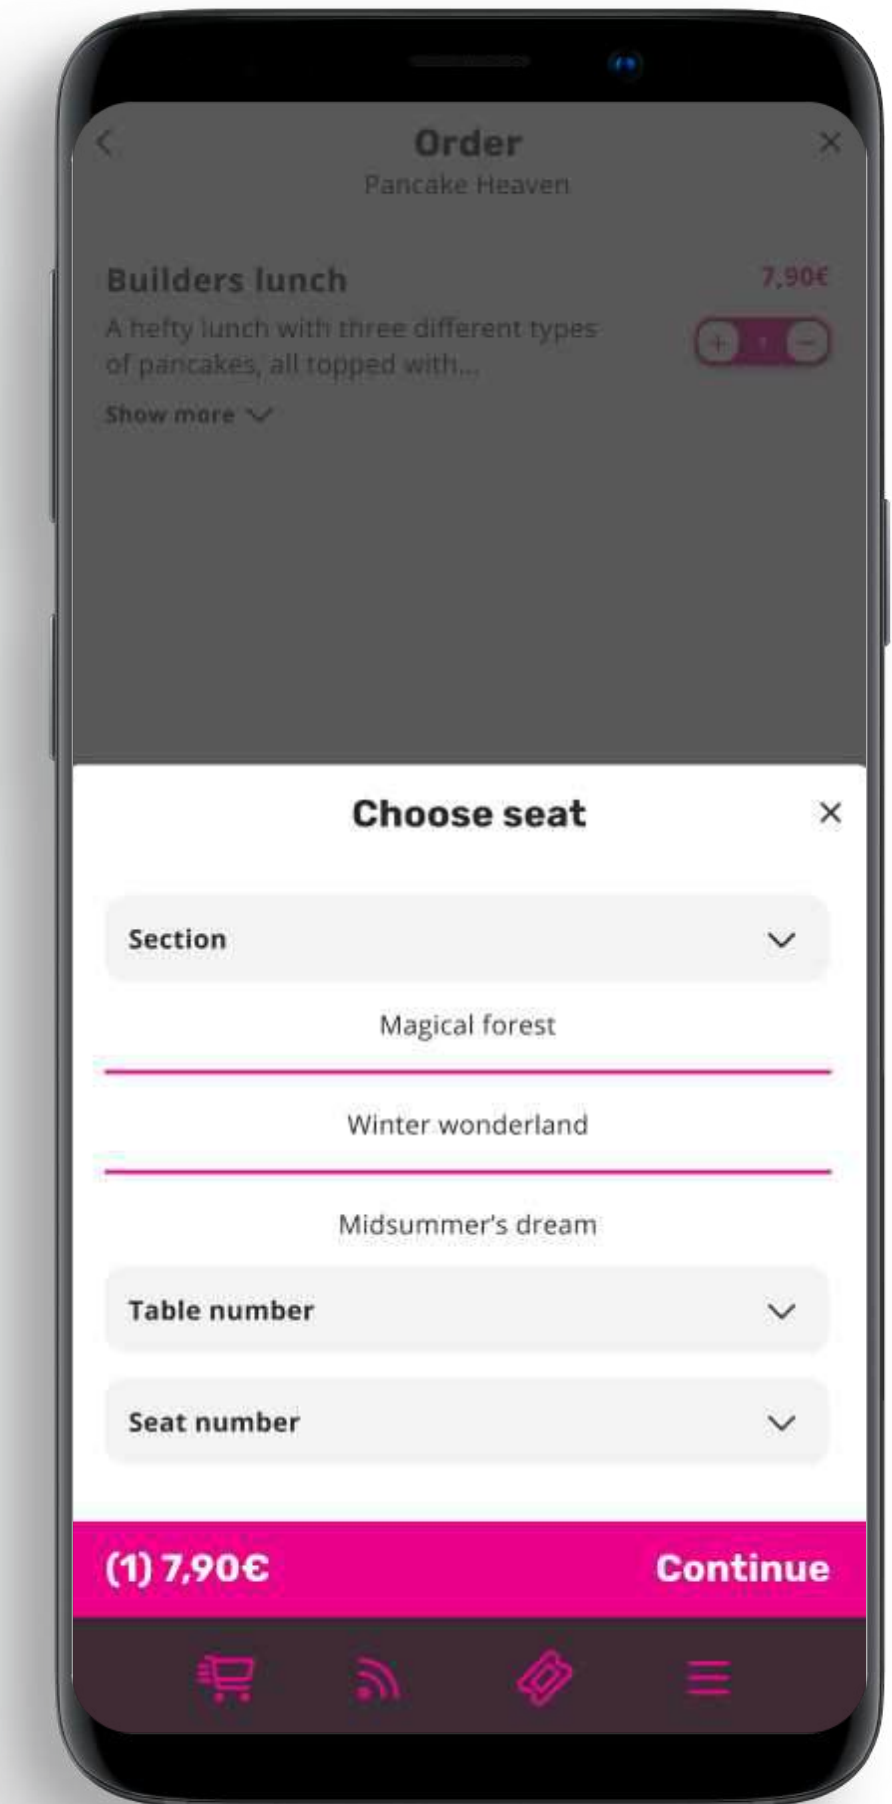 Order
Pancake Heaven
Builders lunch
7,90€
A hefty lunch with three different types
of pancakes, all topped with...
+ 1 −
Show more
Choose seat
Section
Magical forest
Winter wonderland
Midsummer's dream
Table number
Seat number
(1) 7,90€
Continue